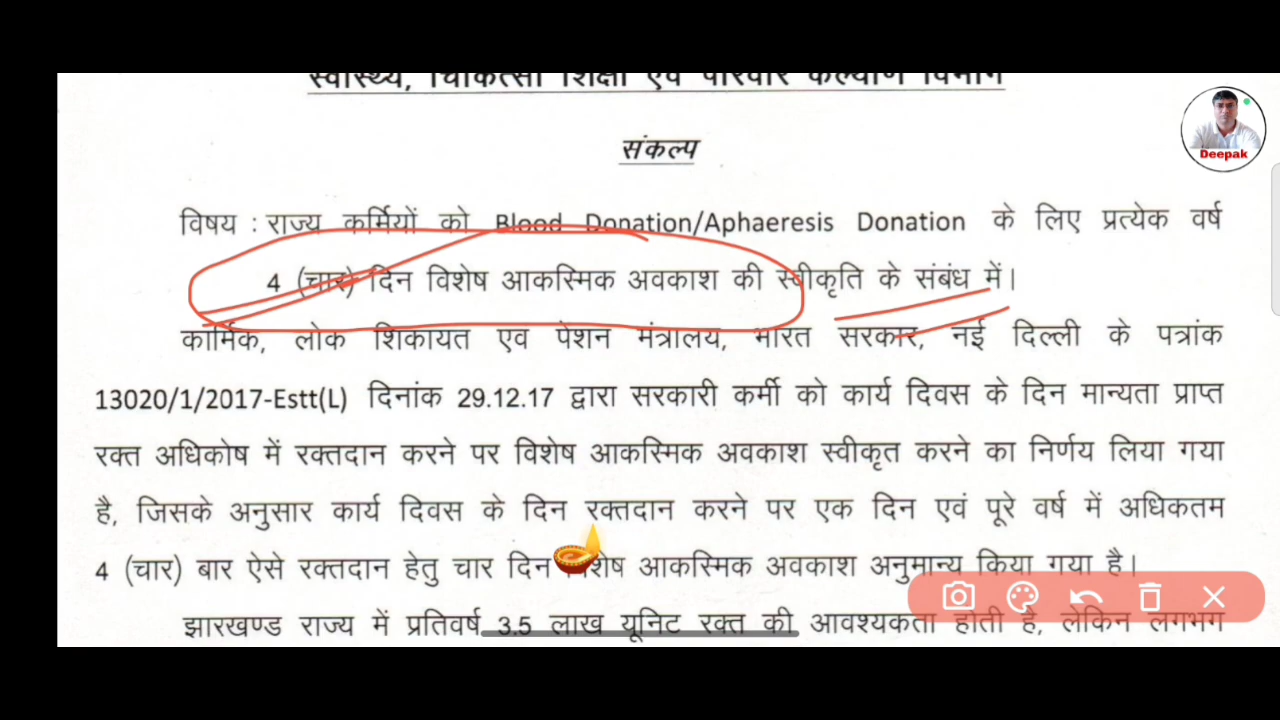 स्वास्थ्य, चिकित्सा शिक्षा एवं परिवार कल्याण विभाग
संकल्प
Deepak
विषय : राज्य कर्मियों को Blood Donation/Aphaeresis Donation के लिए प्रत्येक वर्ष
4 (चार) दिन विशेष आकस्मिक अवकाश की स्वीकृति के संबंध में।
कार्मिक, लोक शिकायत एवं पेंशन मंत्रालय, भारत सरकार, नई दिल्ली के पत्रांक
13020/1/2017-Estt(L) दिनांक 29.12.17 द्वारा सरकारी कर्मी को कार्य दिवस के दिन मान्यता प्राप्त
रक्त अधिकोष में रक्तदान करने पर विशेष आकस्मिक अवकाश स्वीकृत करने का निर्णय लिया गया
है, जिसके अनुसार कार्य दिवस के दिन रक्तदान करने पर एक दिन एवं पूरे वर्ष में अधिकतम
4 (चार) बार ऐसे रक्तदान हेतु चार दिन विशेष आकस्मिक अवकाश अनुमान्य किया गया है।
झारखण्ड राज्य में प्रतिवर्ष 3.5 लाख यूनिट रक्त की आवश्यकता होती है, लेकिन लगभग